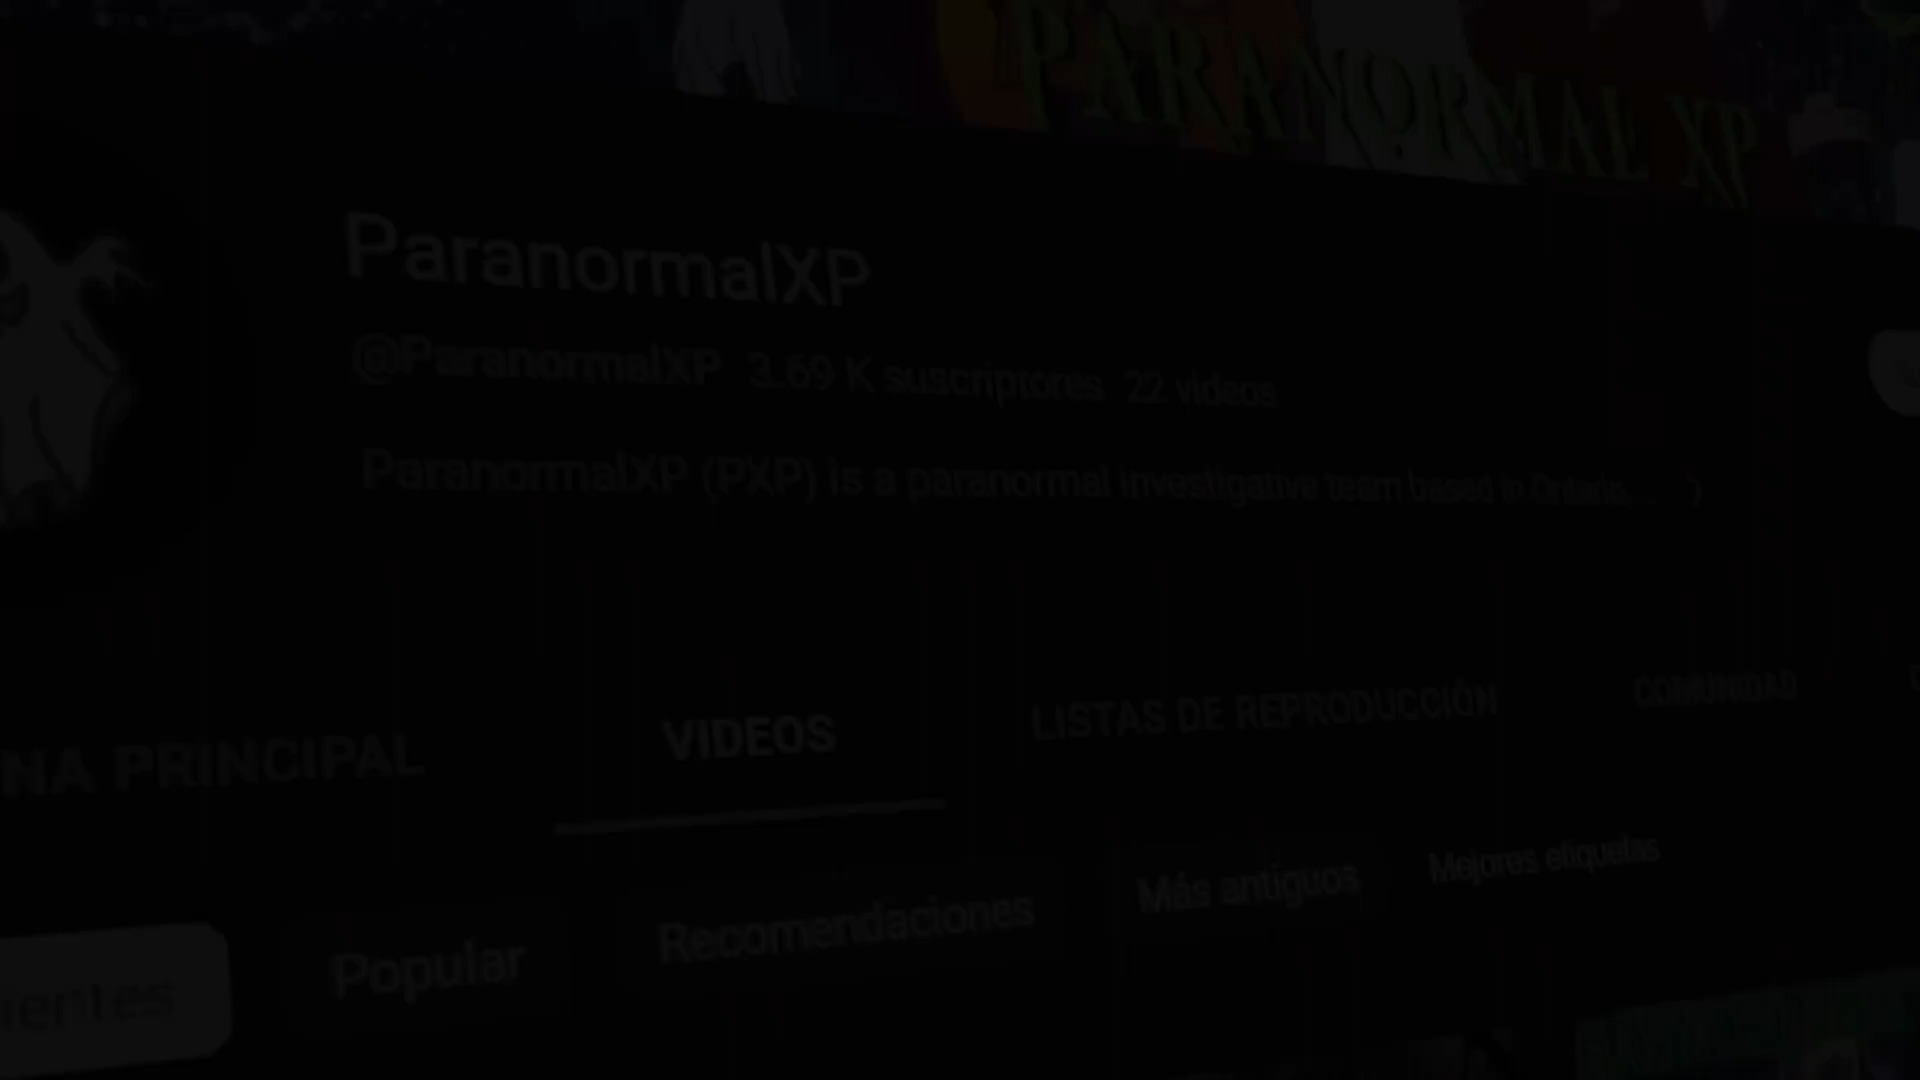 PARANORMAL XP
ParanormalXP
@ParanormalXP 3.69 K suscriptores 22 videos
ParanormalXP (PXP) is a paranormal investigative team based in Ontario... >
NA PRINCIPAL VIDEOS LISTAS DE REPRODUCCIÓN COMUNIDAD
ientes Popular Recomendaciones Más antiguos Mejores etiquetas